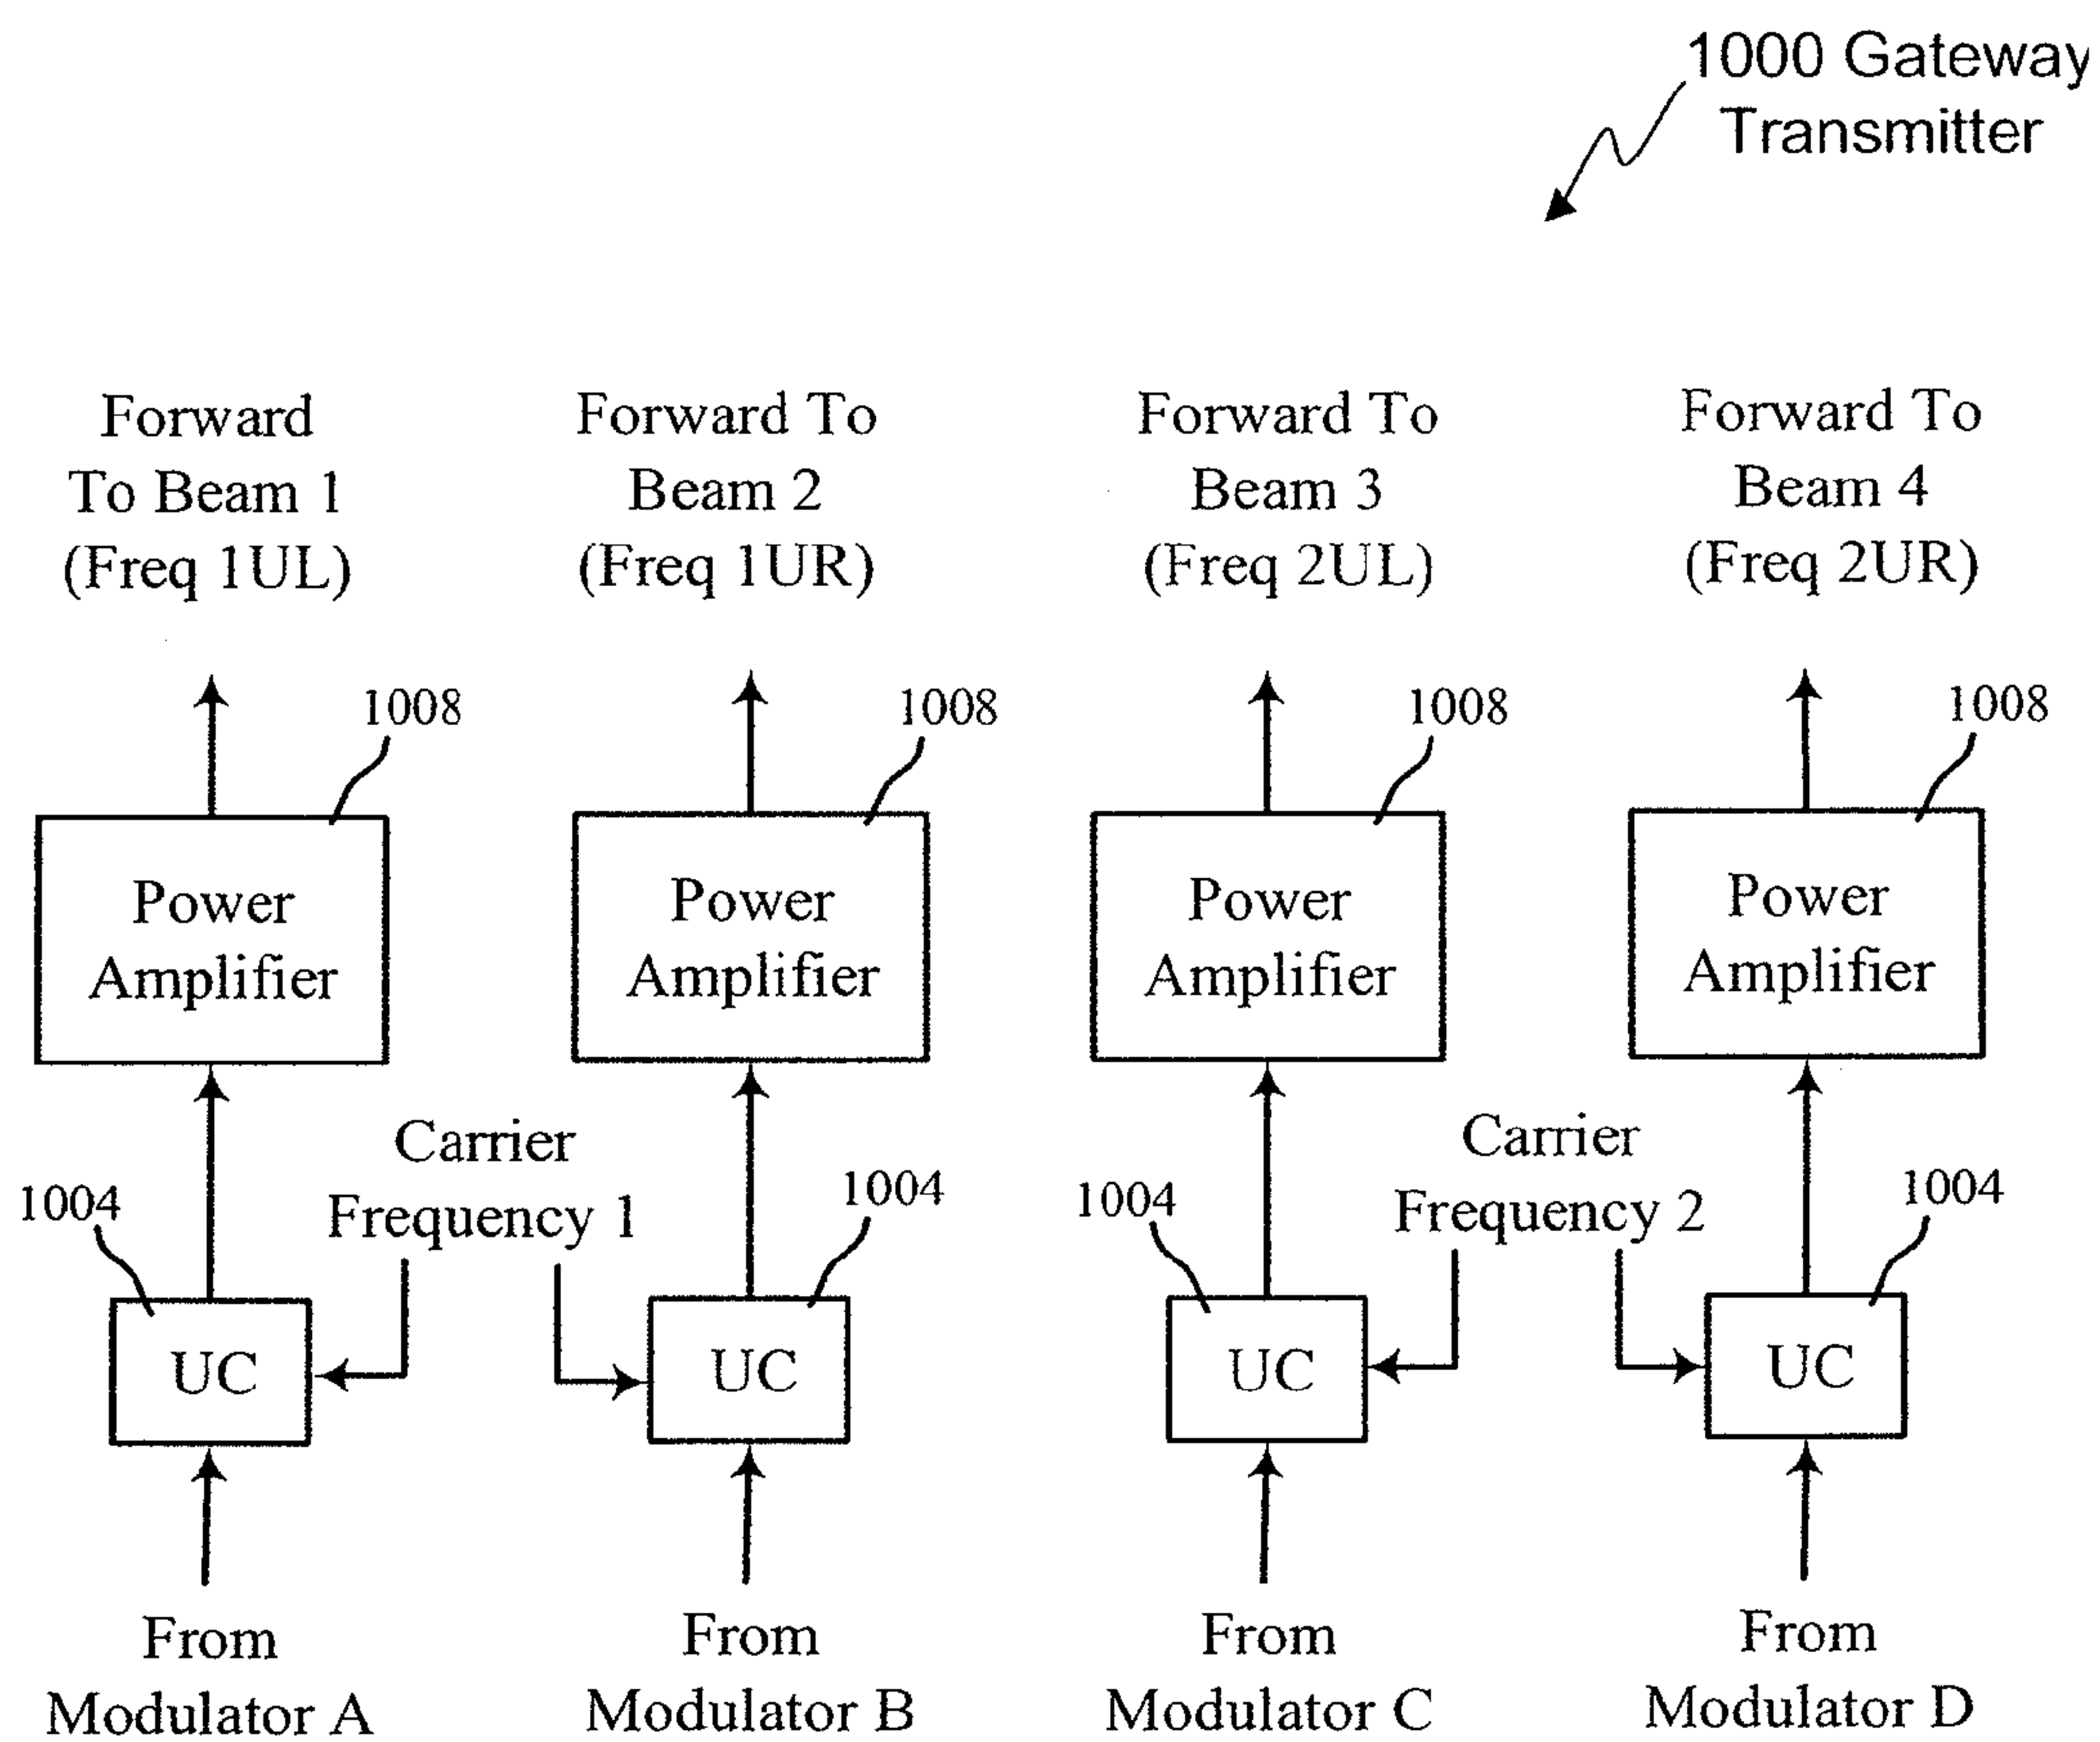 1000 Gateway
Transmitter
Forward
To Beam 1
(Freq 1UL)
Forward To
Beam 2
(Freq 1UR)
Forward To
Beam 3
(Freq 2UL)
Forward To
Beam 4
(Freq 2UR)
1008
1008
1008
1008
Power
Amplifier
Power
Amplifier
Power
Amplifier
Power
Amplifier
1004
Carrier
Frequency 1
1004
1004
Carrier
Frequency 2
1004
UC
UC
UC
UC
From
Modulator A
From
Modulator B
From
Modulator C
From
Modulator D